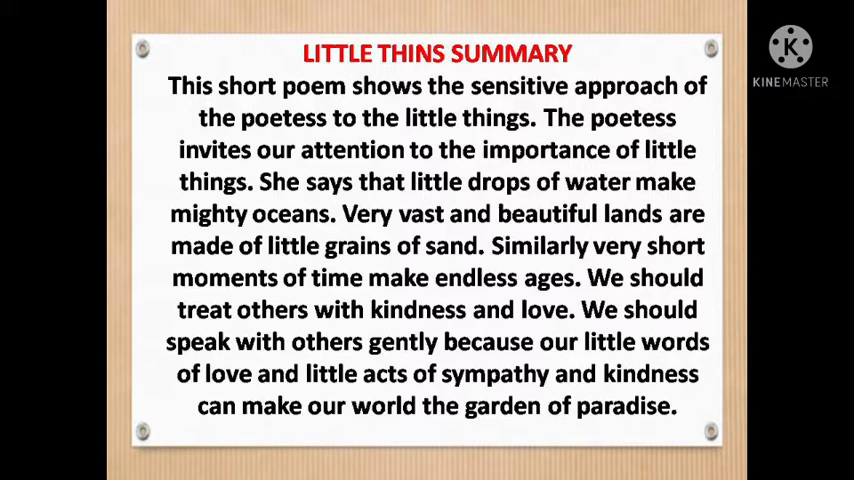 LITTLE THINS SUMMARY
This short poem shows the sensitive approach of
the poetess to the little things. The poetess
invites our attention to the importance of little
things. She says that little drops of water make
mighty oceans. Very vast and beautiful lands are
made of little grains of sand. Similarly very short
moments of time make endless ages. We should
treat others with kindness and love. We should
speak with others gently because our little words
of love and little acts of sympathy and kindness
can make our world the garden of paradise.
K
KINEMASTER